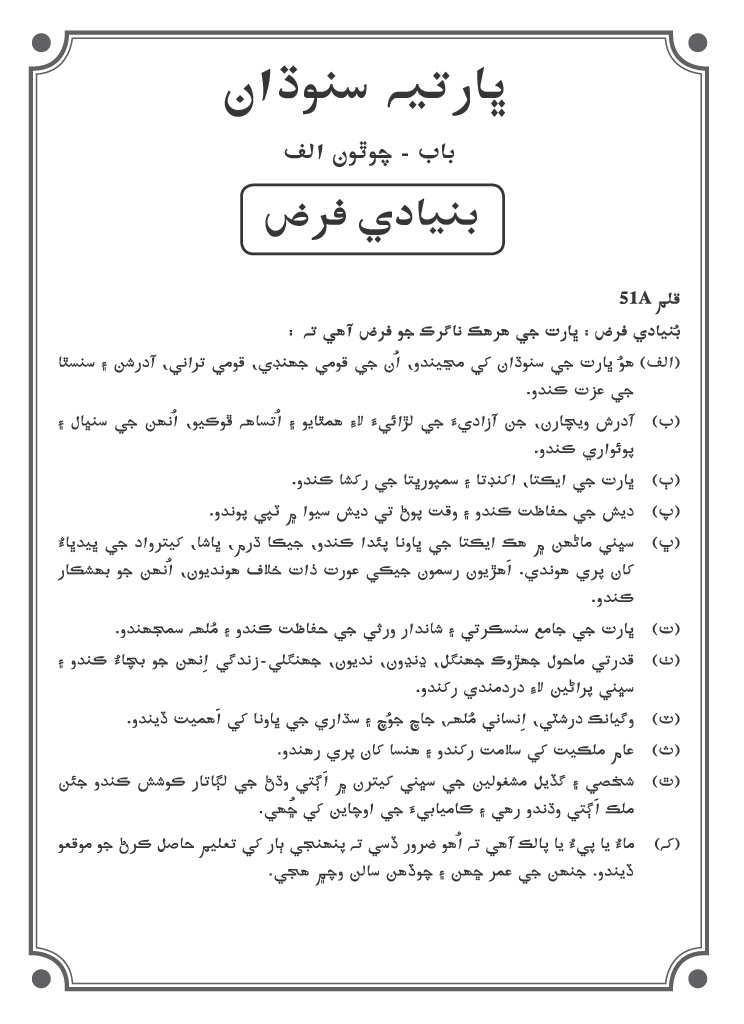 ڀارتيہ سنوڌان
باب - چوٿون الف
بنيادي فرض
قلم 51A
بُنيادي فرض : ڀارت جي هرهڪ ناگرڪ جو فرض آهي تہ :
(الف) هوُ ڀارت جي سنوڌان کي مڃيندو، اُن جي قومي جهنڊي، قومي تراني، آدرشن ۽ سنسٿا
جي عزت ڪندو.
(ب) آدرش ويچارن، جن آزاديءَ جي لڙائيءَ لاءِ همٿايو ۽ اُتساهہ ڦوڪيو، اُنهن جي سنڀال ۽
پوئواري ڪندو.
(ٻ) ڀارت جي ايڪتا، اکنڊتا ۽ سمپورڀتا جي رکشا ڪندو.
(پ) ديش جي حفاظت ڪندو ۽ وقت پوڻ تي ديش سيوا ۾ ٽپي پوندو.
(ڀ) سڀني ماڻهن ۾ هڪ ايڪتا جي ڀاونا پئدا ڪندو، جيڪا ڌرم، ڀاشا، کيترواد جي ڀيدڀاءُ
کان پري هوندي. اَهڙيون رسمون جيڪي عورت ذات خلاف هونديون، اُنهن جو بهشڪار
ڪندو.
(ت) ڀارت جي جامع سنسڪرتي ۽ شاندار ورثي جي حفاظت ڪندو ۽ مُلهہ سمجهندو.
(ٺ) قدرتي ماحول جهڙوڪ جهنگل، ڍنڍون، نديون، جهنگلي-زندگي اِنهن جو بچاءُ ڪندو ۽
سڀني پراڻين لاءِ دردمندي رکندو.
(ٽ) وگيانڪ درشٽي، اِنساني مُلهہ، جاچ جوُچ ۽ سڌاري جي ڀاونا کي اَهميت ڏيندو.
(ث) عام ملڪيت کي سلامت رکندو ۽ هنسا کان پري رهندو.
(ٿ) شخصي ۽ گڏيل مشغولين جي سڀني کيترن ۾ اَڳتي وڌڻ جي لڳاتار ڪوشش ڪندو جئن
ملڪ اَڳتي وڌندو رهي ۽ ڪاميابيءَ جي اوچاين کي ڇُهي.
(ک) ماءُ يا پيءُ يا پالڪ آهي تہ اُهو ضرور ڏسي تہ پنهنجي ٻار کي تعليم حاصل ڪرڻ جو موقعو
ڏيندو. جنهن جي عمر ڇهن ۽ چوڏهن سالن وچ۾ هجي.